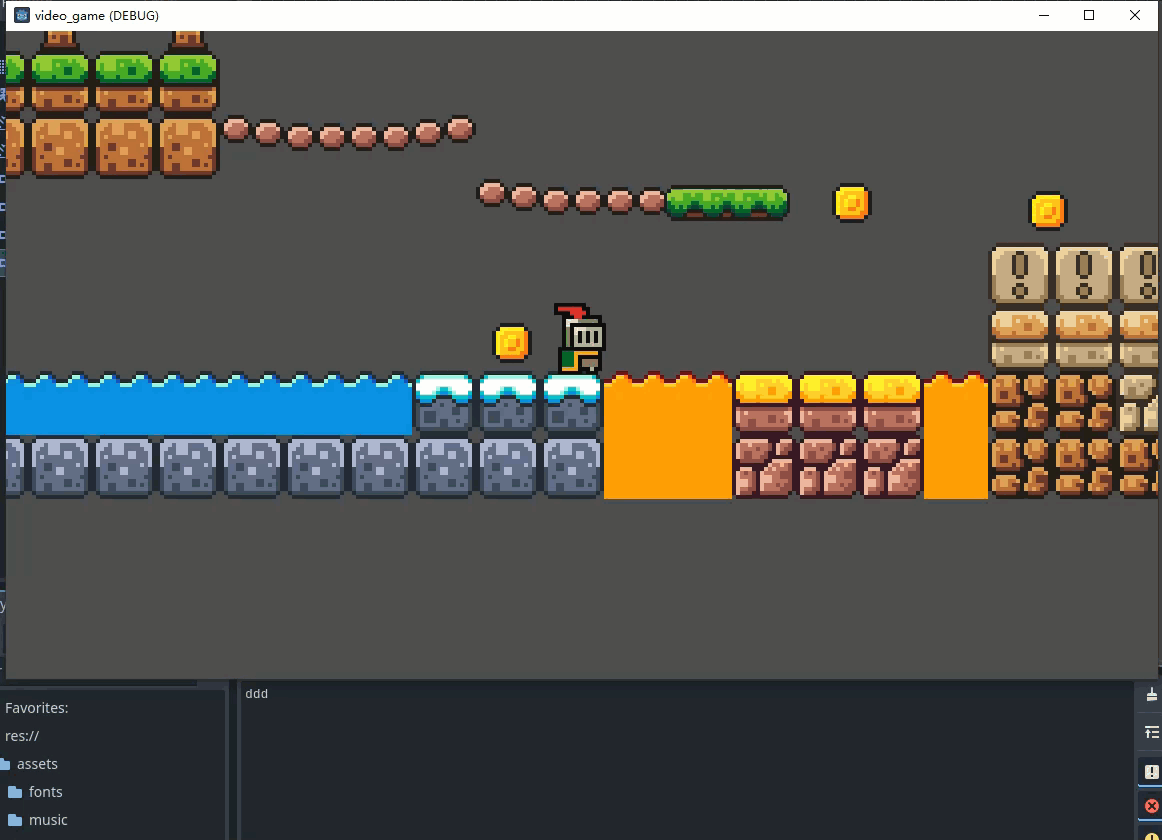 video_game (DEBUG)
! ! !
ddd
Favorites:
res://
assets
fonts
music